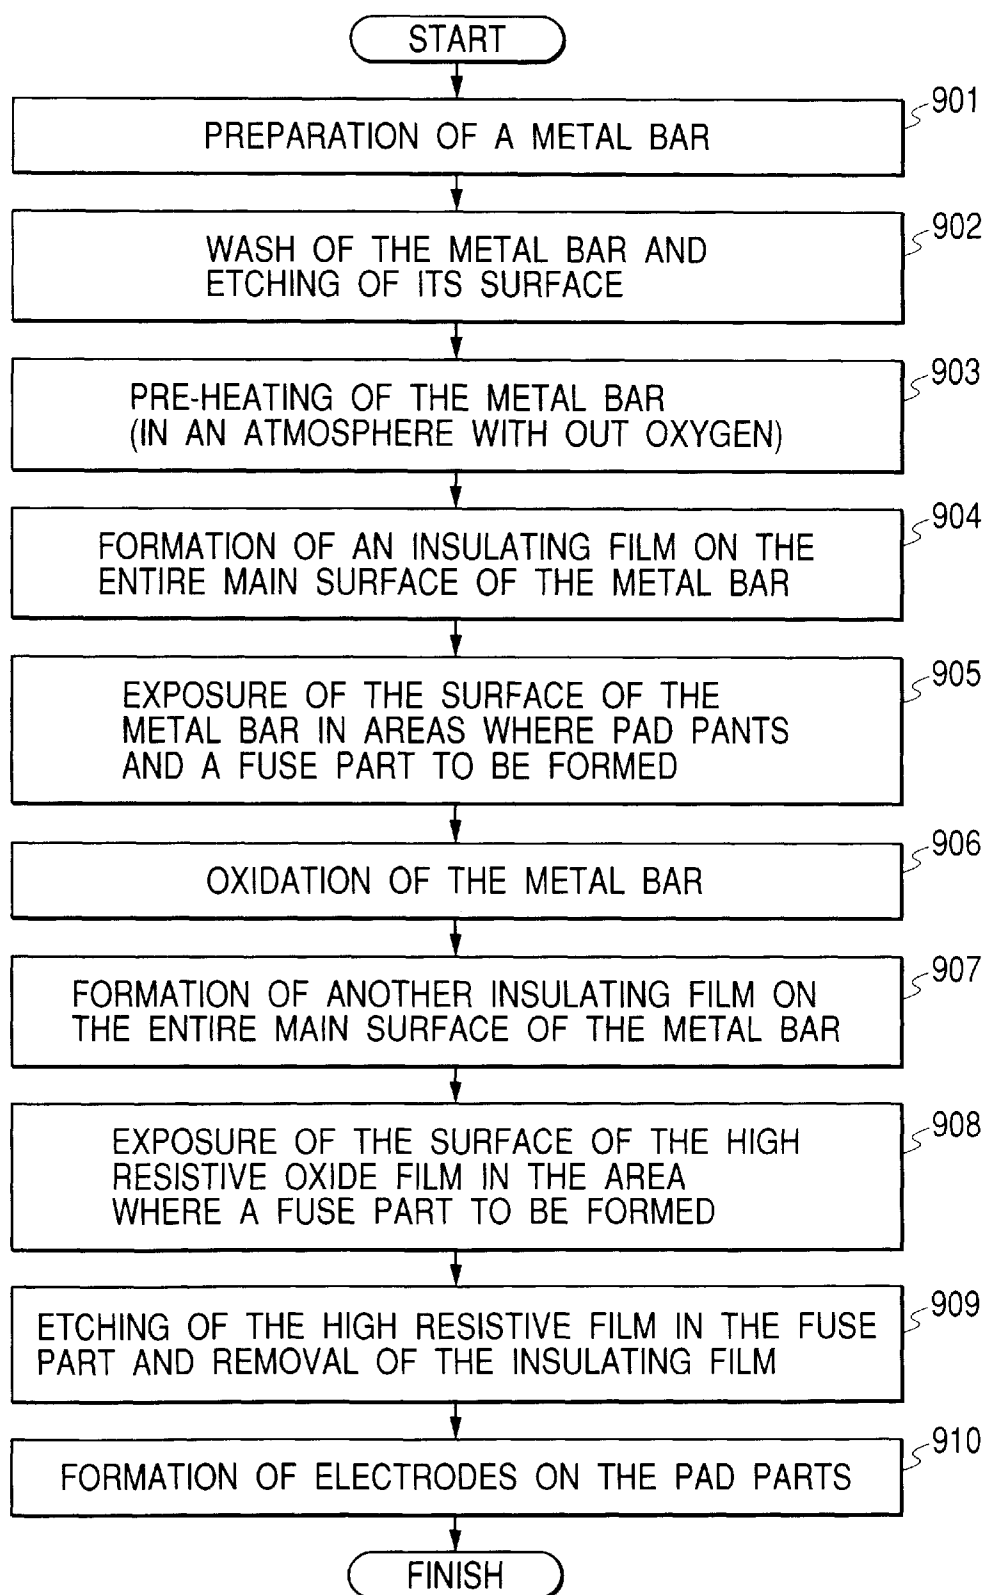 START
901
PREPARATION OF A METAL BAR
902
WASH OF THE METAL BAR AND
ETCHING OF ITS SURFACE
903
PRE-HEATING OF THE METAL BAR
(IN AN ATMOSPHERE WITH OUT OXYGEN)
904
FORMATION OF AN INSULATING FILM ON THE
ENTIRE MAIN SURFACE OF THE METAL BAR
905
EXPOSURE OF THE SURFACE OF THE
METAL BAR IN AREAS WHERE PAD PANTS
AND A FUSE PART TO BE FORMED
906
OXIDATION OF THE METAL BAR
907
FORMATION OF ANOTHER INSULATING FILM ON
THE ENTIRE MAIN SURFACE OF THE METAL BAR
908
EXPOSURE OF THE SURFACE OF THE HIGH
RESISTIVE OXIDE FILM IN THE AREA
WHERE A FUSE PART TO BE FORMED
909
ETCHING OF THE HIGH RESISTIVE FILM IN THE FUSE
PART AND REMOVAL OF THE INSULATING FILM
910
FORMATION OF ELECTRODES ON THE PAD PARTS
FINISH